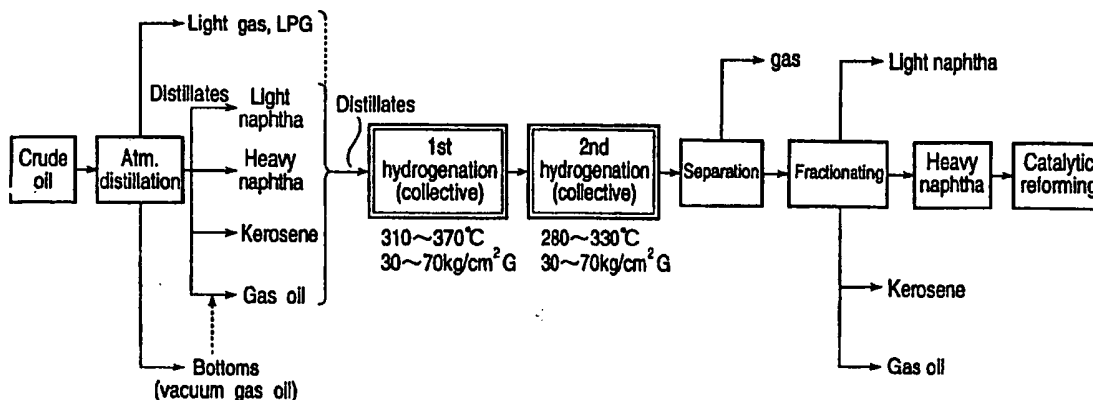 Light gas, LPG
Distillates
Light
naphtha
Heavy
naphtha
Kerosene
Gas oil
Bottoms
(vacuum gas oil)
Crude
oil
Atm.
distillation
Distillates
1st
hydrogenation
(collective)
310～370℃
30～70kg/cm² G
2nd
hydrogenation
(collective)
280～330℃
30～70kg/cm² G
Separation
gas
Fractionating
Light naphtha
Heavy
naphtha
Catalytic
reforming
Kerosene
Gas oil